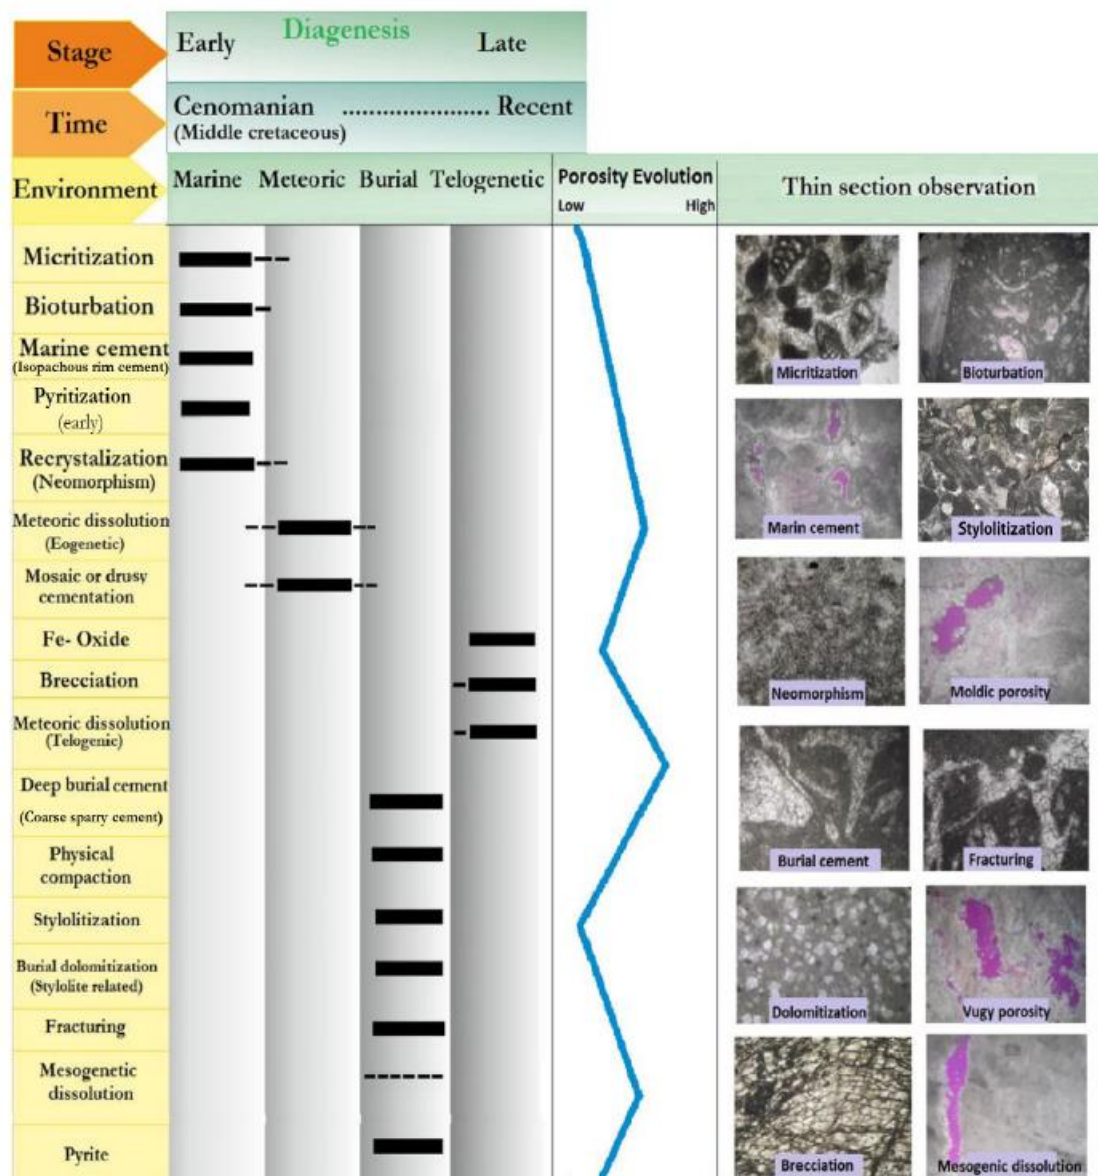 Stage
Early Diagenesis Late
Time
Cenomanian ...................... Recent
(Middle cretaceous)
Environment
Marine Meteoric Burial Telogenetic
Porosity Evolution
Low High
Thin section observation
Micritization
Bioturbation
Marine cement
(Isopachous rim cement)
Pyritization
(early)
Recrystalization
(Neomorphism)
Meteoric dissolution
(Eogenetic)
Mosaic or drusy
cementation
Fe- Oxide
Brecciation
Meteoric dissolution
(Telogenic)
Deep burial cement
(Coarse sparry cement)
Physical
compaction
Stylolitization
Burial dolomitization
(Stylolite related)
Fracturing
Mesogenetic
dissolution
Pyrite
Micritization
Bioturbation
Marin cement
Stylolitization
Neomorphism
Moldic porosity
Burial cement
Fracturing
Dolomitization
Vugy porosity
Brecciation
Mesogenic dissolution